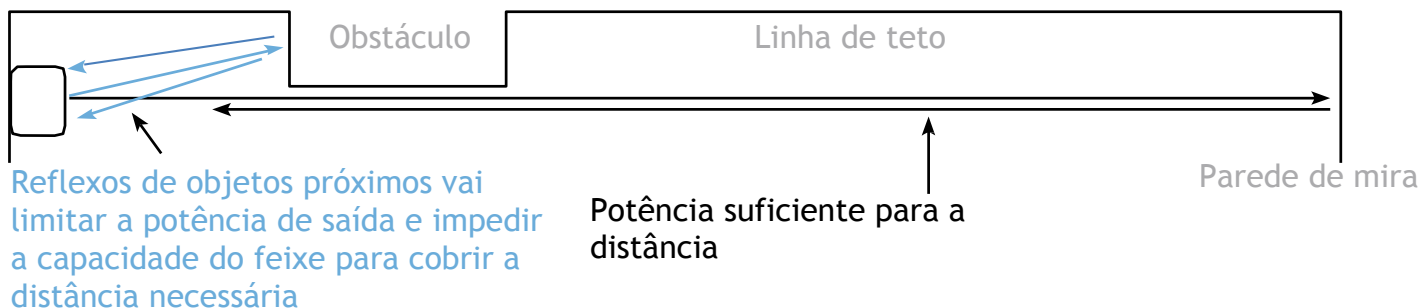 Obstáculo
Linha de teto
Parede de mira
Reflexos de objetos próximos vai
limitar a potência de saída e impedir
a capacidade do feixe para cobrir a
distância necessária
Potência suficiente para a
distância